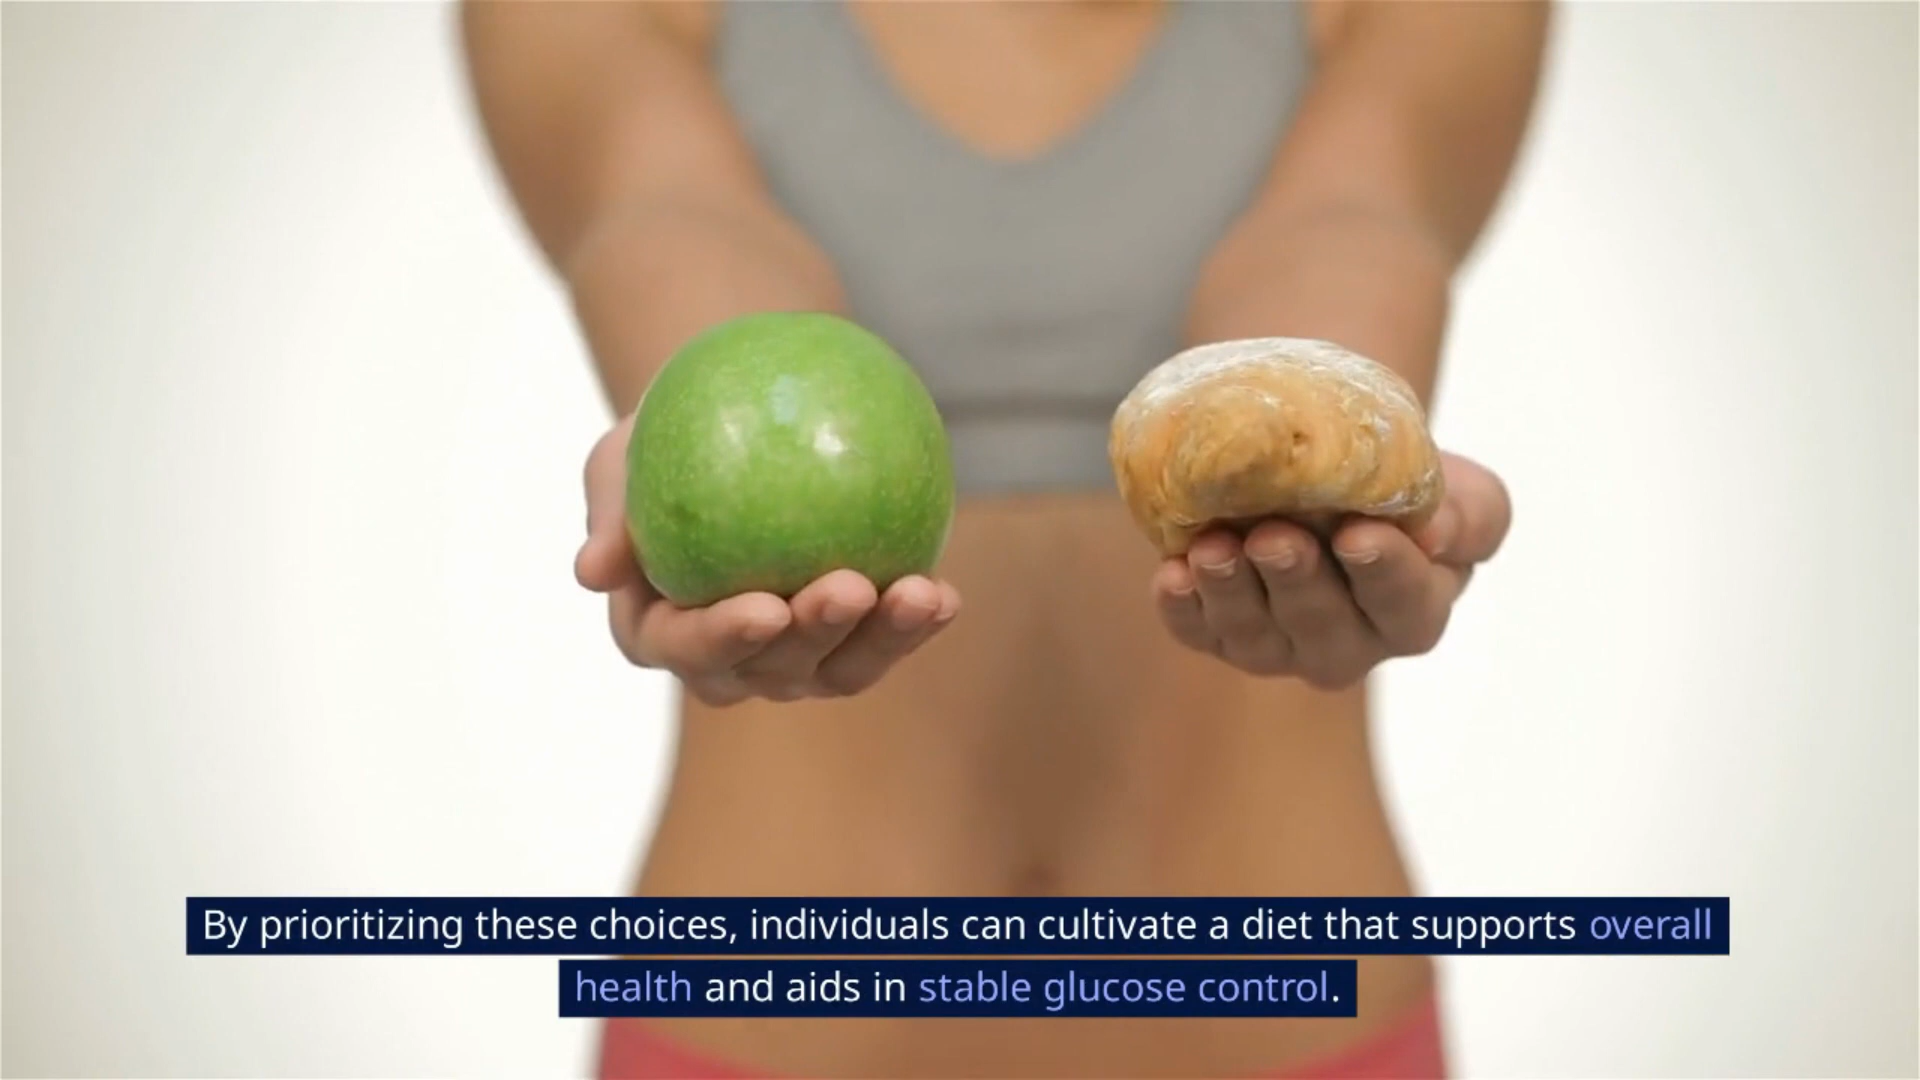 By prioritizing these choices, individuals can cultivate a diet that supports overall
health and aids in stable glucose control.